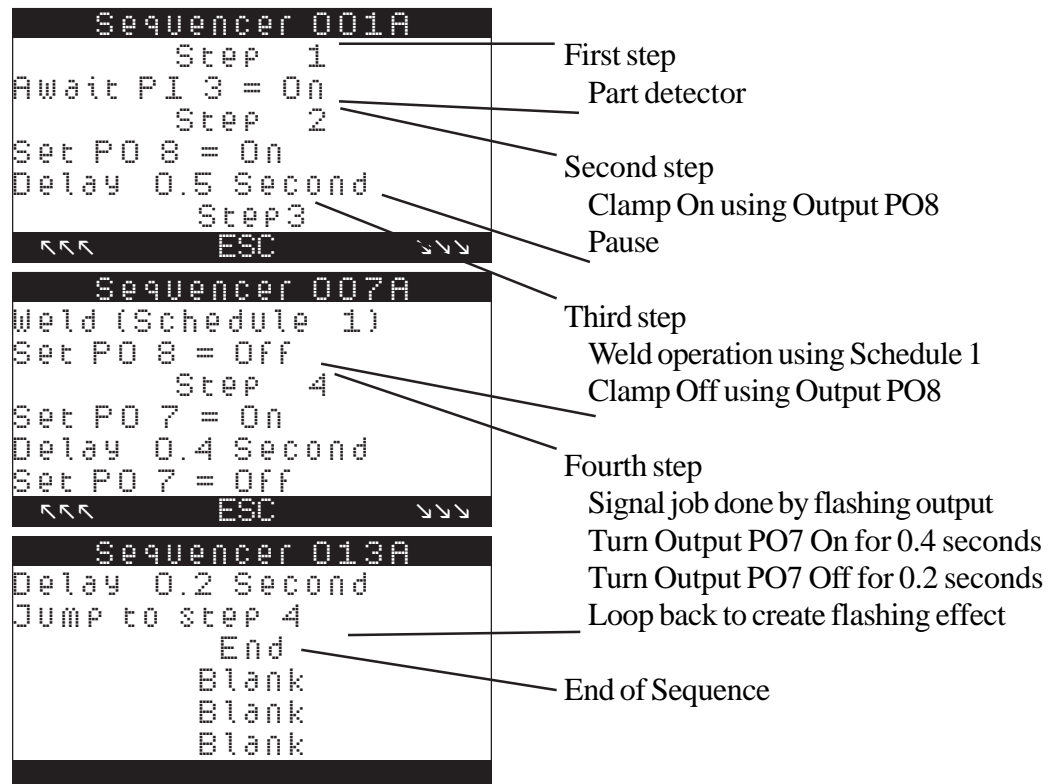 Sequencer 001A
Step 1
Await PI 3 = On
Step 2
Set PO 8 = On
Delay 0.5 Second
Step3
↖↖↖ ESC ↘↘↘
Sequencer 007A
Weld (Schedule 1)
Set PO 8 = Off
Step 4
Set PO 7 = On
Delay 0.4 Second
Set PO 7 = Off
↖↖↖ ESC ↘↘↘
Sequencer 013A
Delay 0.2 Second
Jump to step 4
End
Blank
Blank
Blank
First step
Part detector
Second step
Clamp On using Output PO8
Pause
Third step
Weld operation using Schedule 1
Clamp Off using Output PO8
Fourth step
Signal job done by flashing output
Turn Output PO7 On for 0.4 seconds
Turn Output PO7 Off for 0.2 seconds
Loop back to create flashing effect
End of Sequence